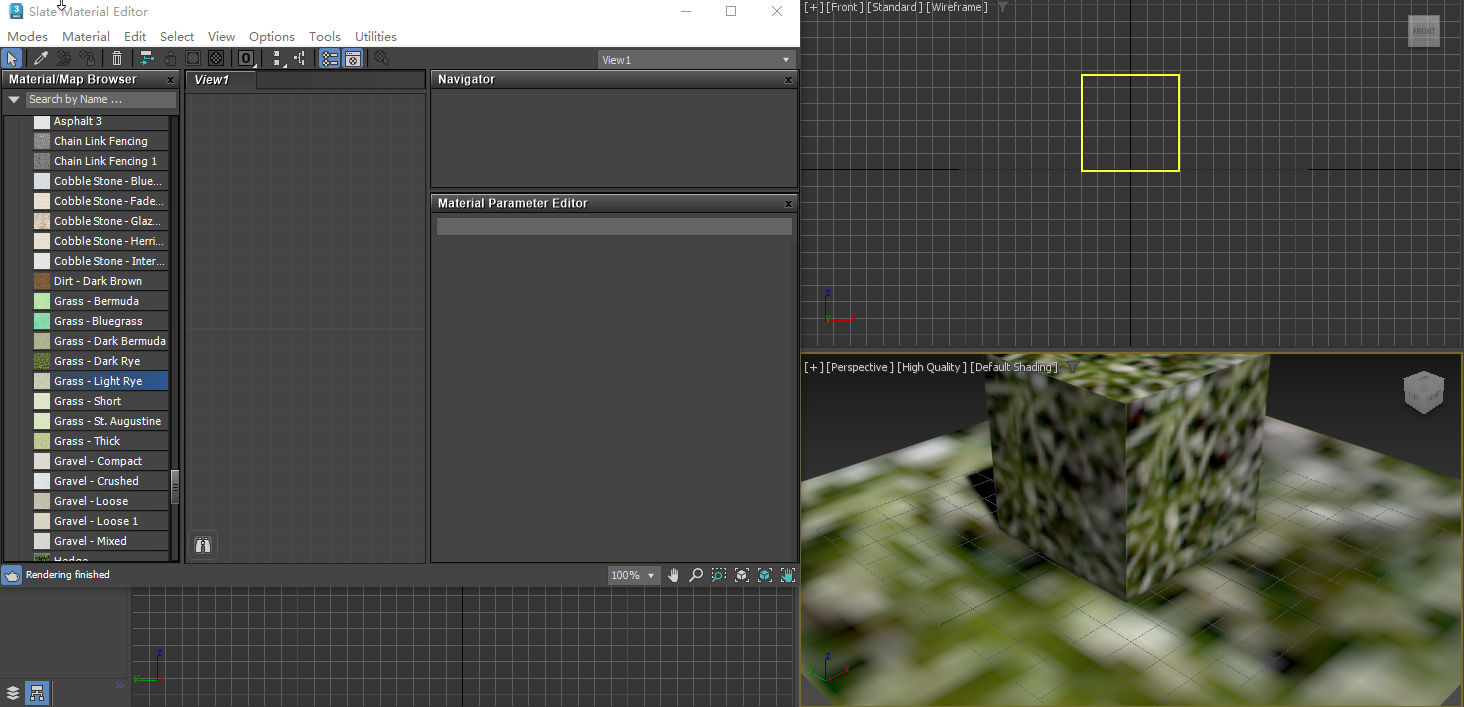 Slate Material Editor
Modes Material Edit Select View Options Tools Utilities
0
View1
Material/Map Browser
Search by Name ...
Asphalt 3
Chain Link Fencing
Chain Link Fencing 1
Cobble Stone - Blue...
Cobble Stone - Fade...
Cobble Stone - Glaz...
Cobble Stone - Herri...
Cobble Stone - Inter...
Dirt - Dark Brown
Grass - Bermuda
Grass - Bluegrass
Grass - Dark Bermuda
Grass - Dark Rye
Grass - Light Rye
Grass - Short
Grass - St. Augustine
Grass - Thick
Gravel - Compact
Gravel - Crushed
Gravel - Loose
Gravel - Loose 1
Gravel - Mixed
Hedge
View1
Navigator
Material Parameter Editor
Rendering finished
100%
[+] [Front ] [Standard ] [Wireframe ]
FRONT
z
x
[+] [Perspective ] [High Quality ] [Default Shading ]
FRONT
z
y
x
z
y